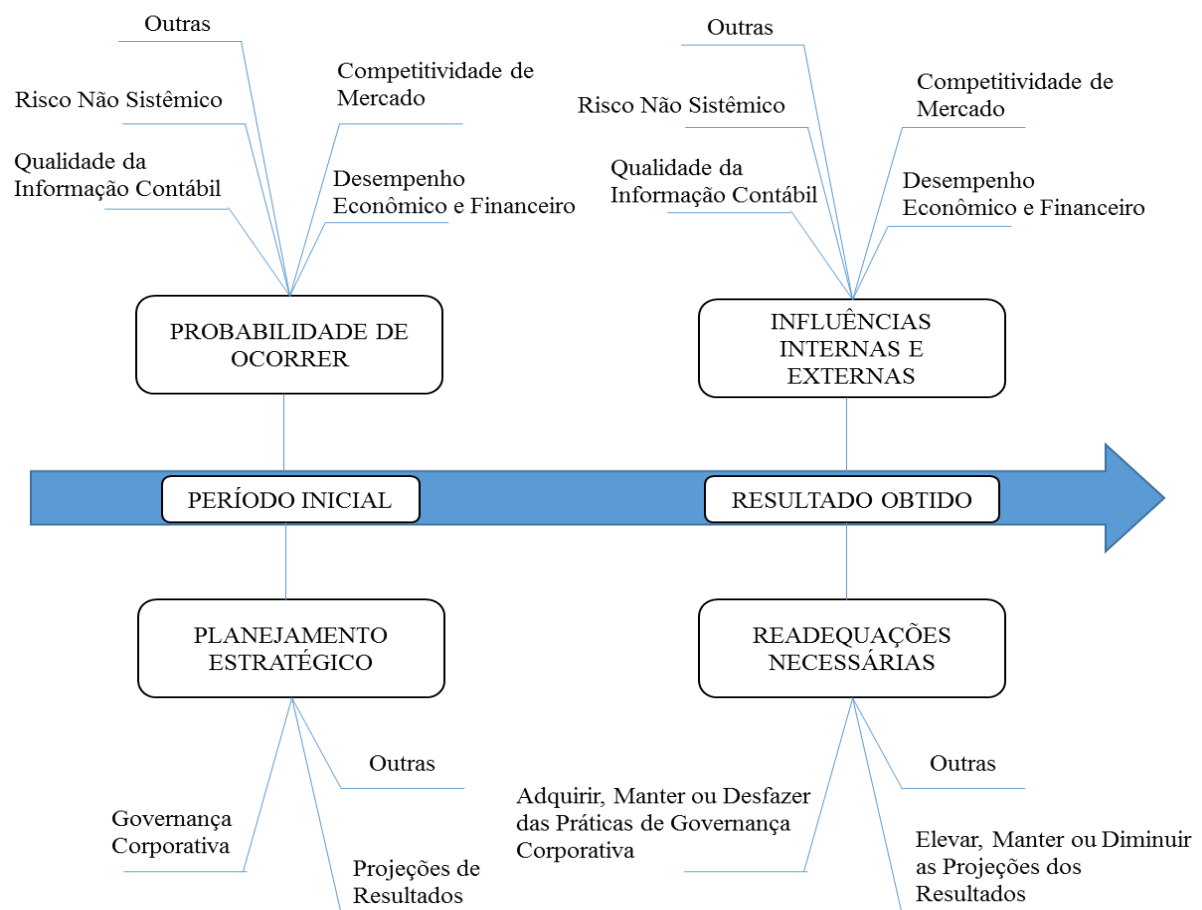 Outras
Competitividade de
Mercado
Risco Não Sistêmico
Qualidade da
Informação Contábil
Desempenho
Econômico e Financeiro
PROBABILIDADE DE
OCORRER
Outras
Competitividade de
Mercado
Risco Não Sistêmico
Qualidade da
Informação Contábil
Desempenho
Econômico e Financeiro
INFLUÊNCIAS
INTERNAS E
EXTERNAS
PERÍODO INICIAL
RESULTADO OBTIDO
PLANEJAMENTO
ESTRATÉGICO
Outras
Governança
Corporativa
Projeções de
Resultados
READEQUAÇÕES
NECESSÁRIAS
Outras
Adquirir, Manter ou Desfazer
das Práticas de Governança
Corporativa
Elevar, Manter ou Diminuir
as Projeções dos
Resultados